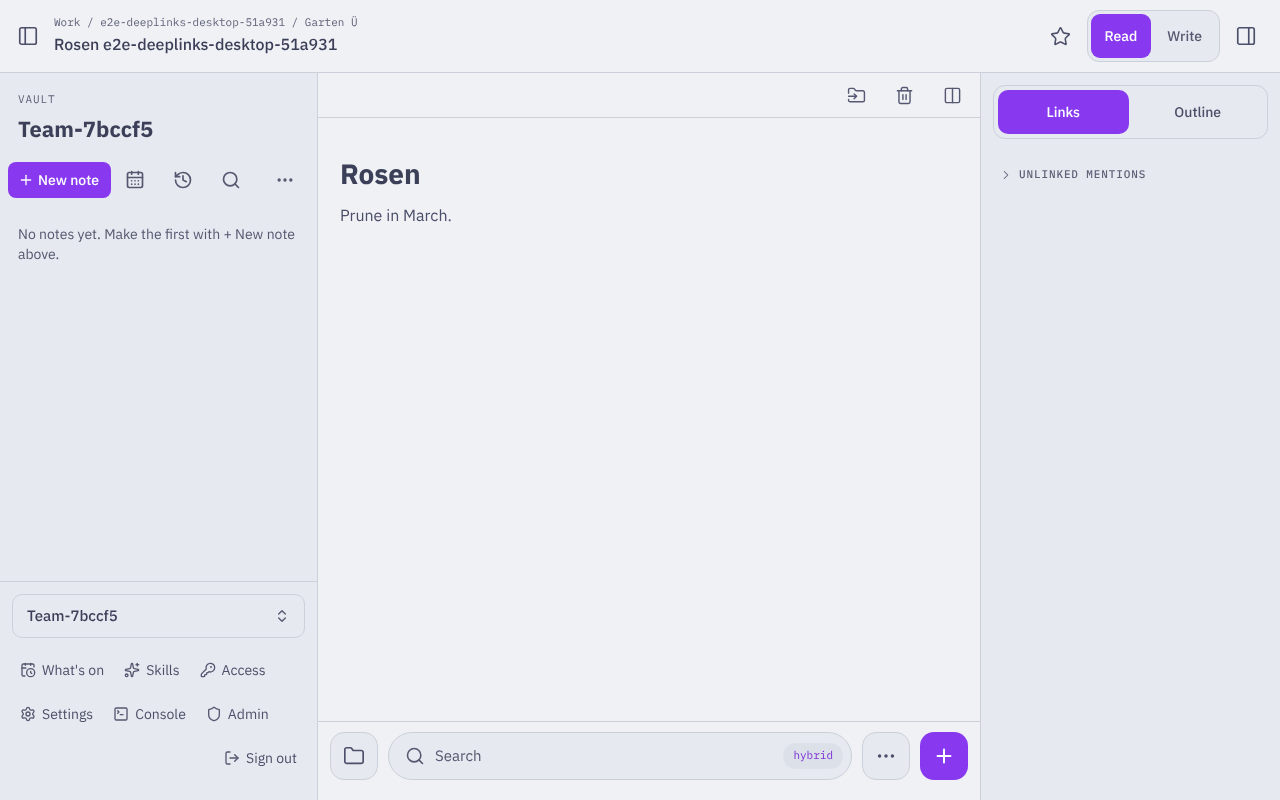 Work / e2e-deeplinks-desktop-51a931 / Garten Ü
Rosen e2e-deeplinks-desktop-51a931
Read
Write
VAULT
Team-7bccf5
+ New note
No notes yet. Make the first with + New note
above.
Team-7bccf5
What's on
Skills
Access
Settings
Console
Admin
Sign out
Rosen
Prune in March.
Search
hybrid
Links
Outline
UNLINKED MENTIONS